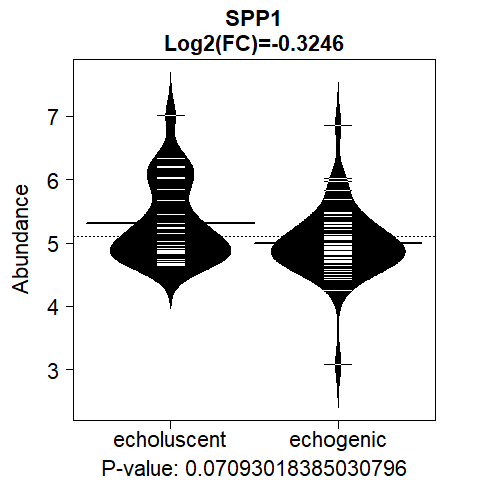 SPP1
Log2(FC)=-0.3246
Abundance
7
6
5
4
3
echoluscent echogenic
P-value: 0.07093018385030796